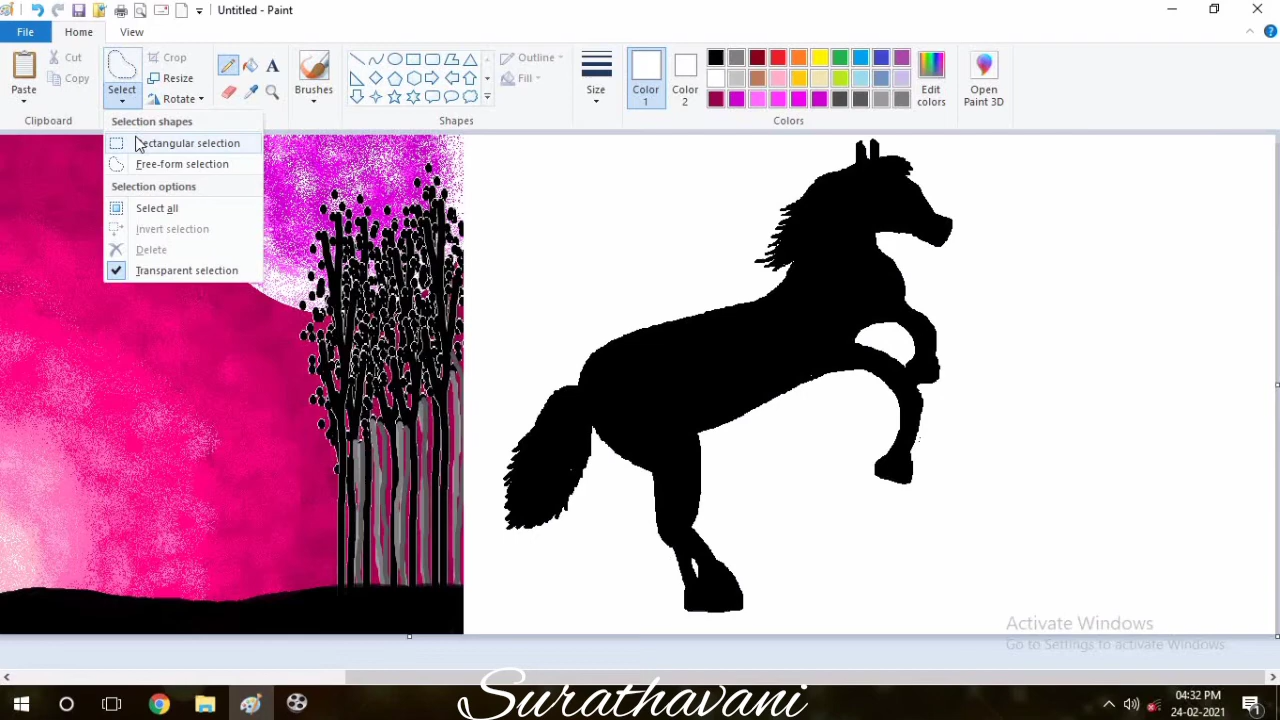 Untitled - Paint
File Home View
Paste
Cut
Copy
Clipboard
Select
Crop
Resize
Rotate
Brushes
Outline
Fill
Shapes
Size
Color 1
Color 2
Edit colors
Open Paint 3D
Colors
Selection shapes
Rectangular selection
Free-form selection
Selection options
Select all
Invert selection
Delete
Transparent selection
Activate Windows
Go to Settings to activate Windows.
Surathavani
04:32 PM
24-02-2021